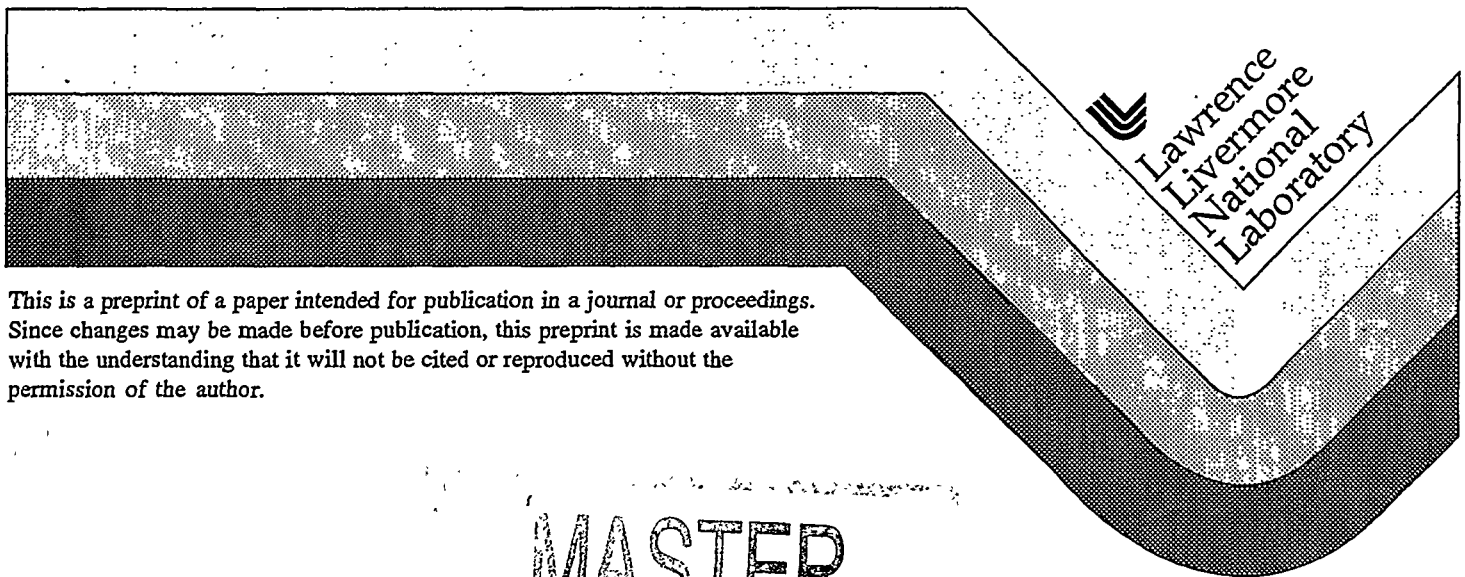 Lawrence
Livermore
National
Laboratory
This is a preprint of a paper intended for publication in a journal or proceedings.
Since changes may be made before publication, this preprint is made available
with the understanding that it will not be cited or reproduced without the
permission of the author.
MASTER